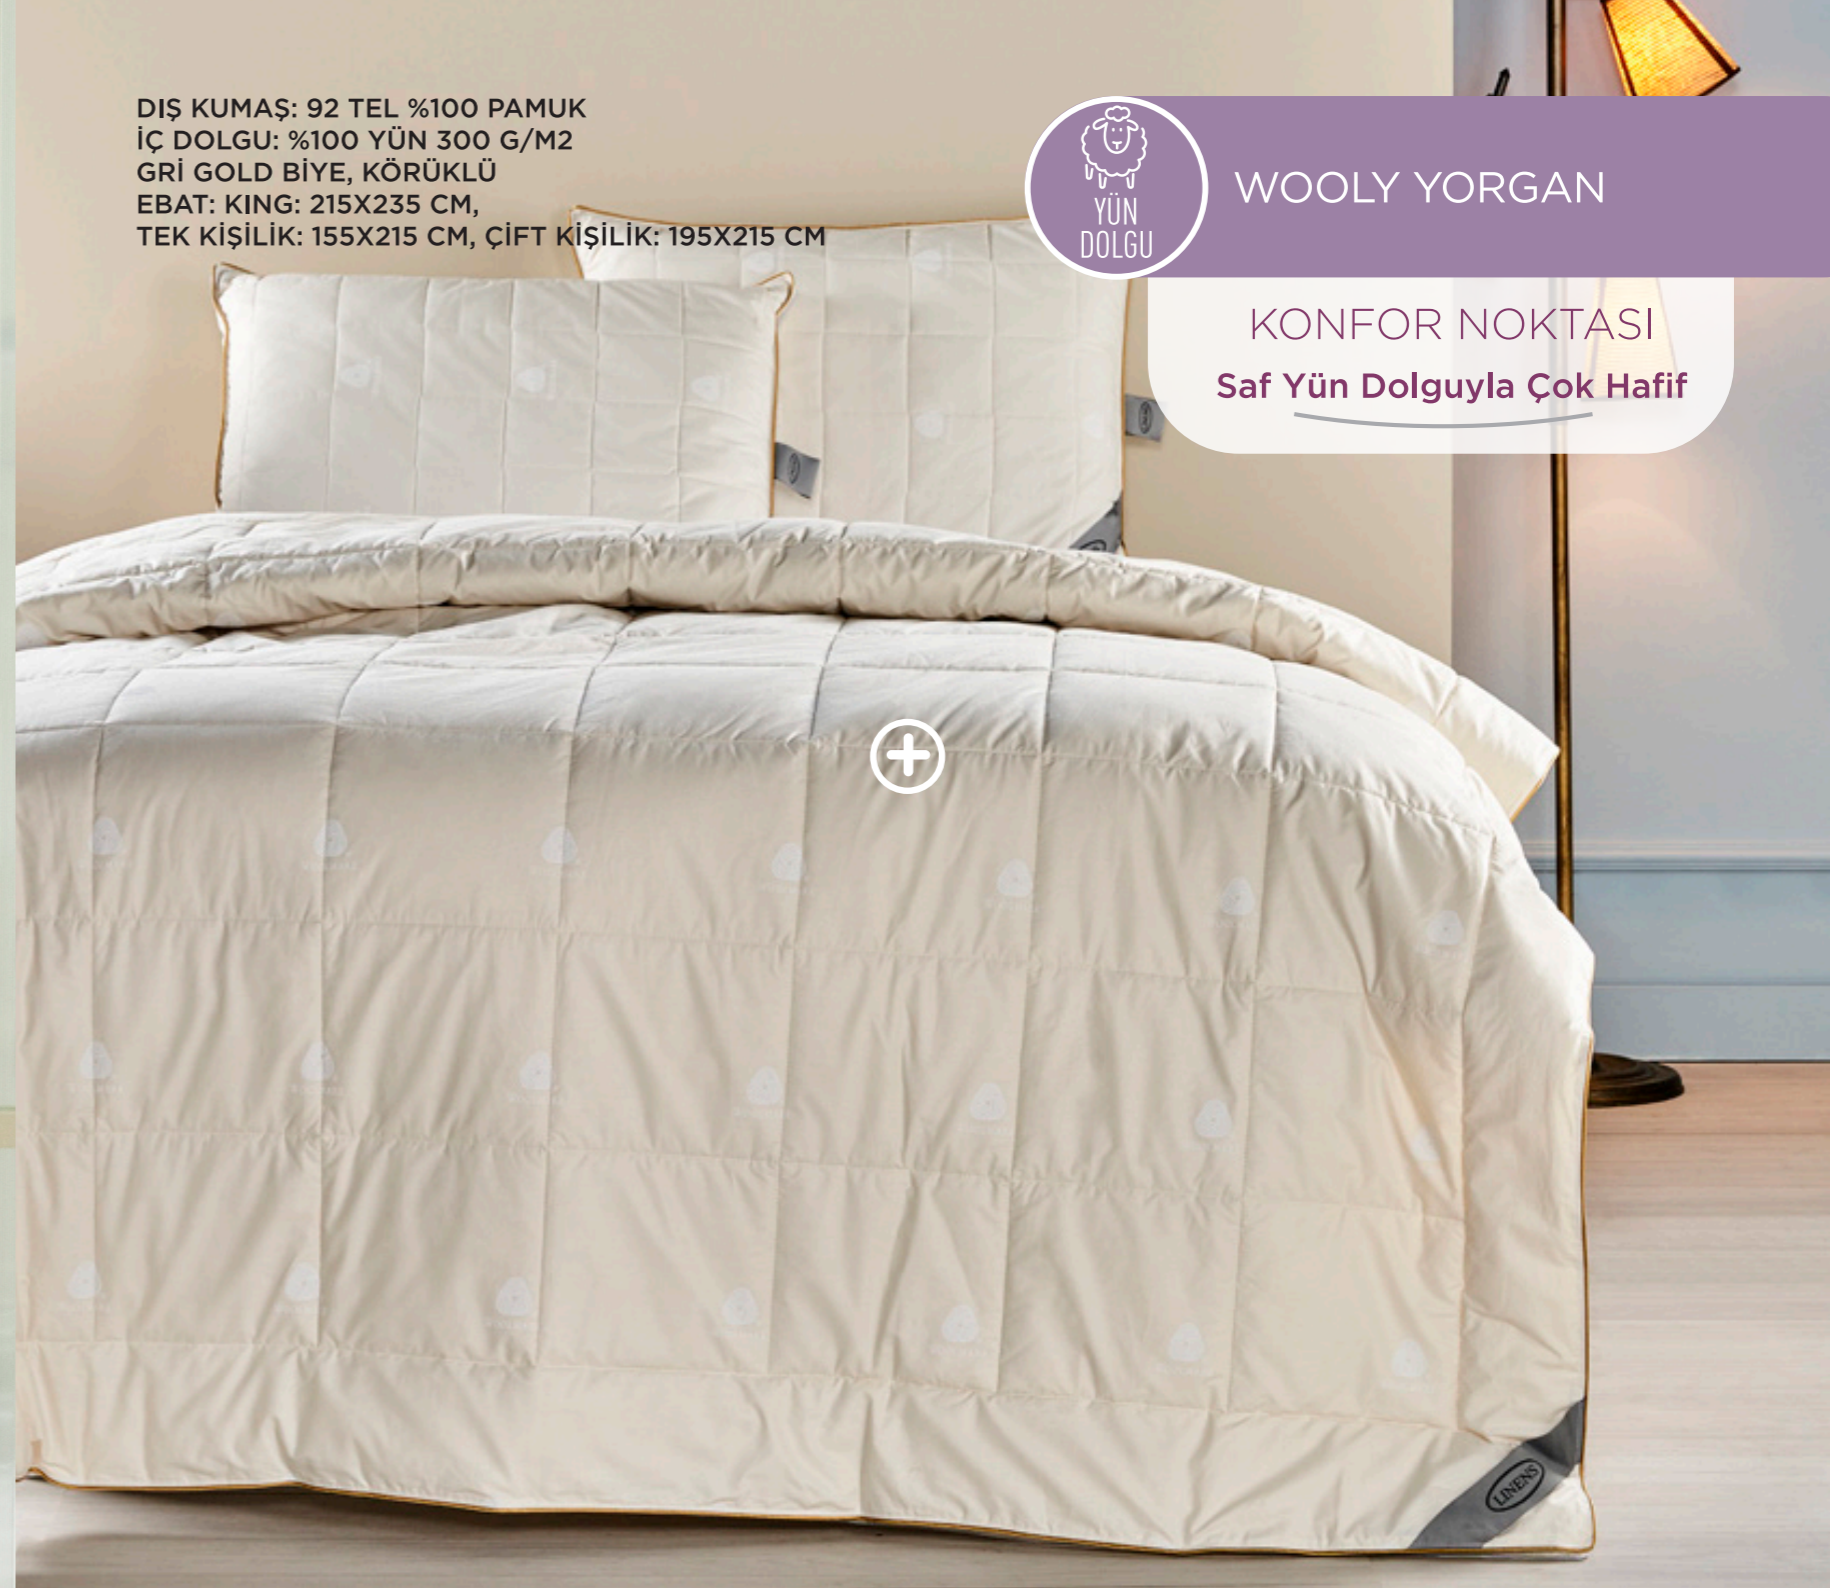 DIŞ KUMAŞ: 92 TEL %100 PAMUK
İÇ DOLGU: %100 YÜN 300 G/M2
GRİ GOLD BİYE, KÖRÜKLÜ
EBAT: KING: 215X235 CM,
TEK KİŞİLİK: 155X215 CM, ÇİFT KİŞİLİK: 195X215 CM
YÜN
DOLGU
WOOLY YORGAN
KONFOR NOKTASI
Saf Yün Dolguyla Çok Hafif
LINENS